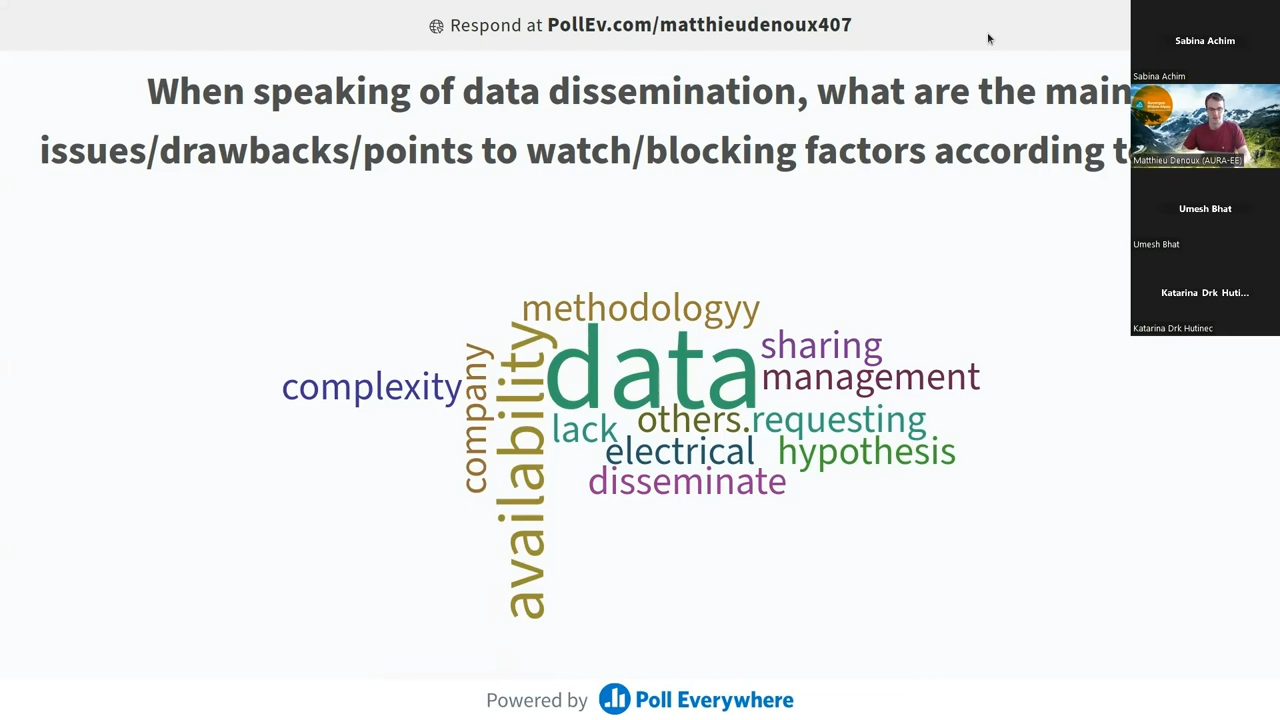 Respond at PollEv.com/matthieudenoux407
When speaking of data dissemination, what are the main
issues/drawbacks/points to watch/blocking factors according t
methodologyy
data
sharing
management
complexity
company
availability
lack
others.
requesting
electrical
hypothesis
disseminate
Powered by Poll Everywhere
Sabina Achim
Sabina Achim
Matthieu Denoux (AURA-EE)
Umesh Bhat
Umesh Bhat
Katarina Drk Huti...
Katarina Drk Hutinec